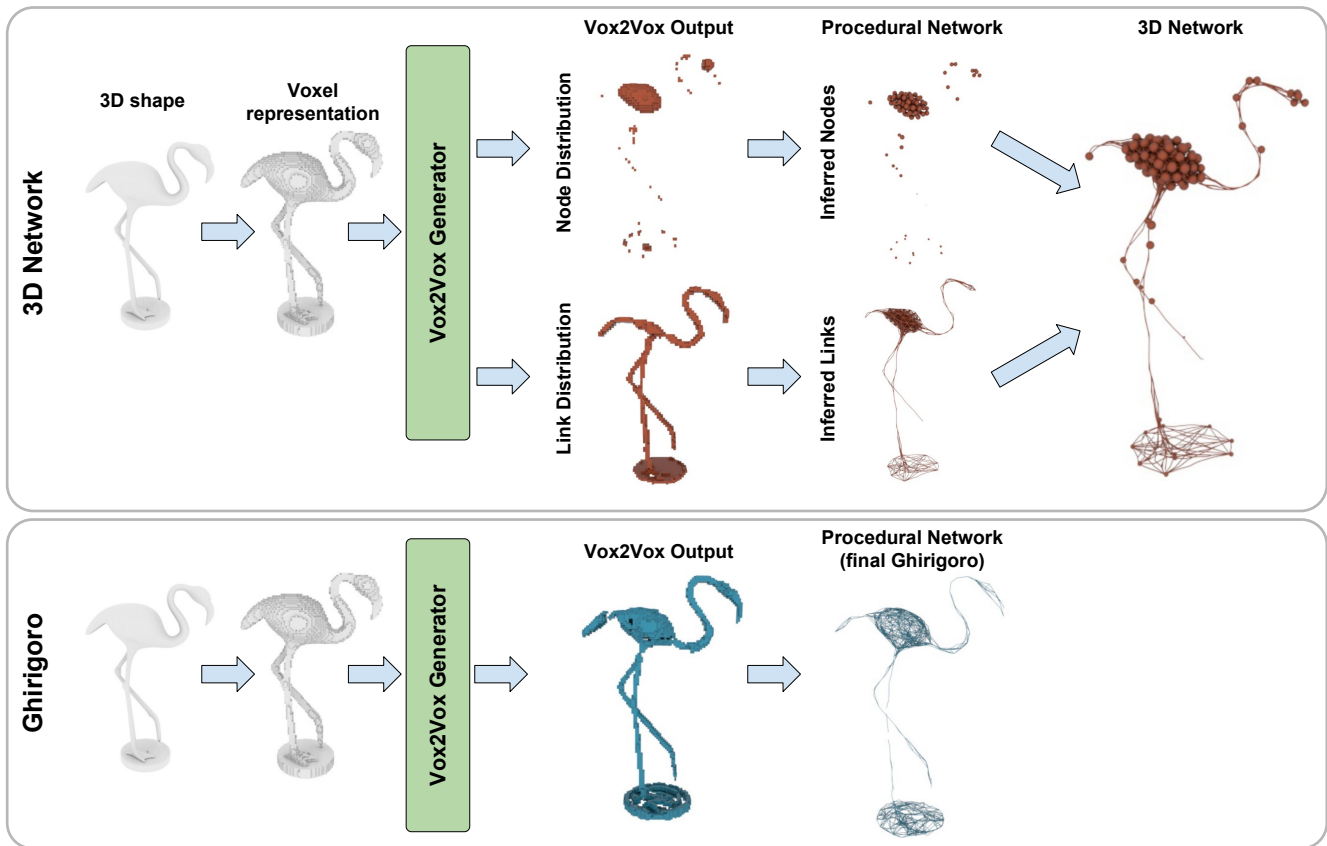 3D Network
3D shape
Voxel
representation
Vox2Vox Generator
Vox2Vox Output
Node Distribution
Link Distribution
Procedural Network
Inferred Nodes
Inferred Links
3D Network
Ghirigoro
Vox2Vox Generator
Vox2Vox Output
Procedural Network
(final Ghirigoro)